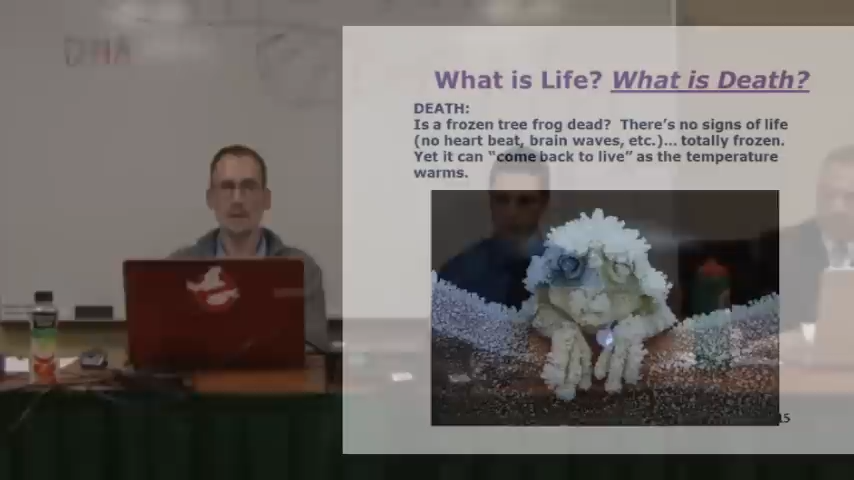 What is Life? What is Death?
DEATH:
Is a frozen tree frog dead? There's no signs of life
(no heart beat, brain waves, etc.)... totally frozen.
Yet it can "come back to live" as the temperature
warms.
15